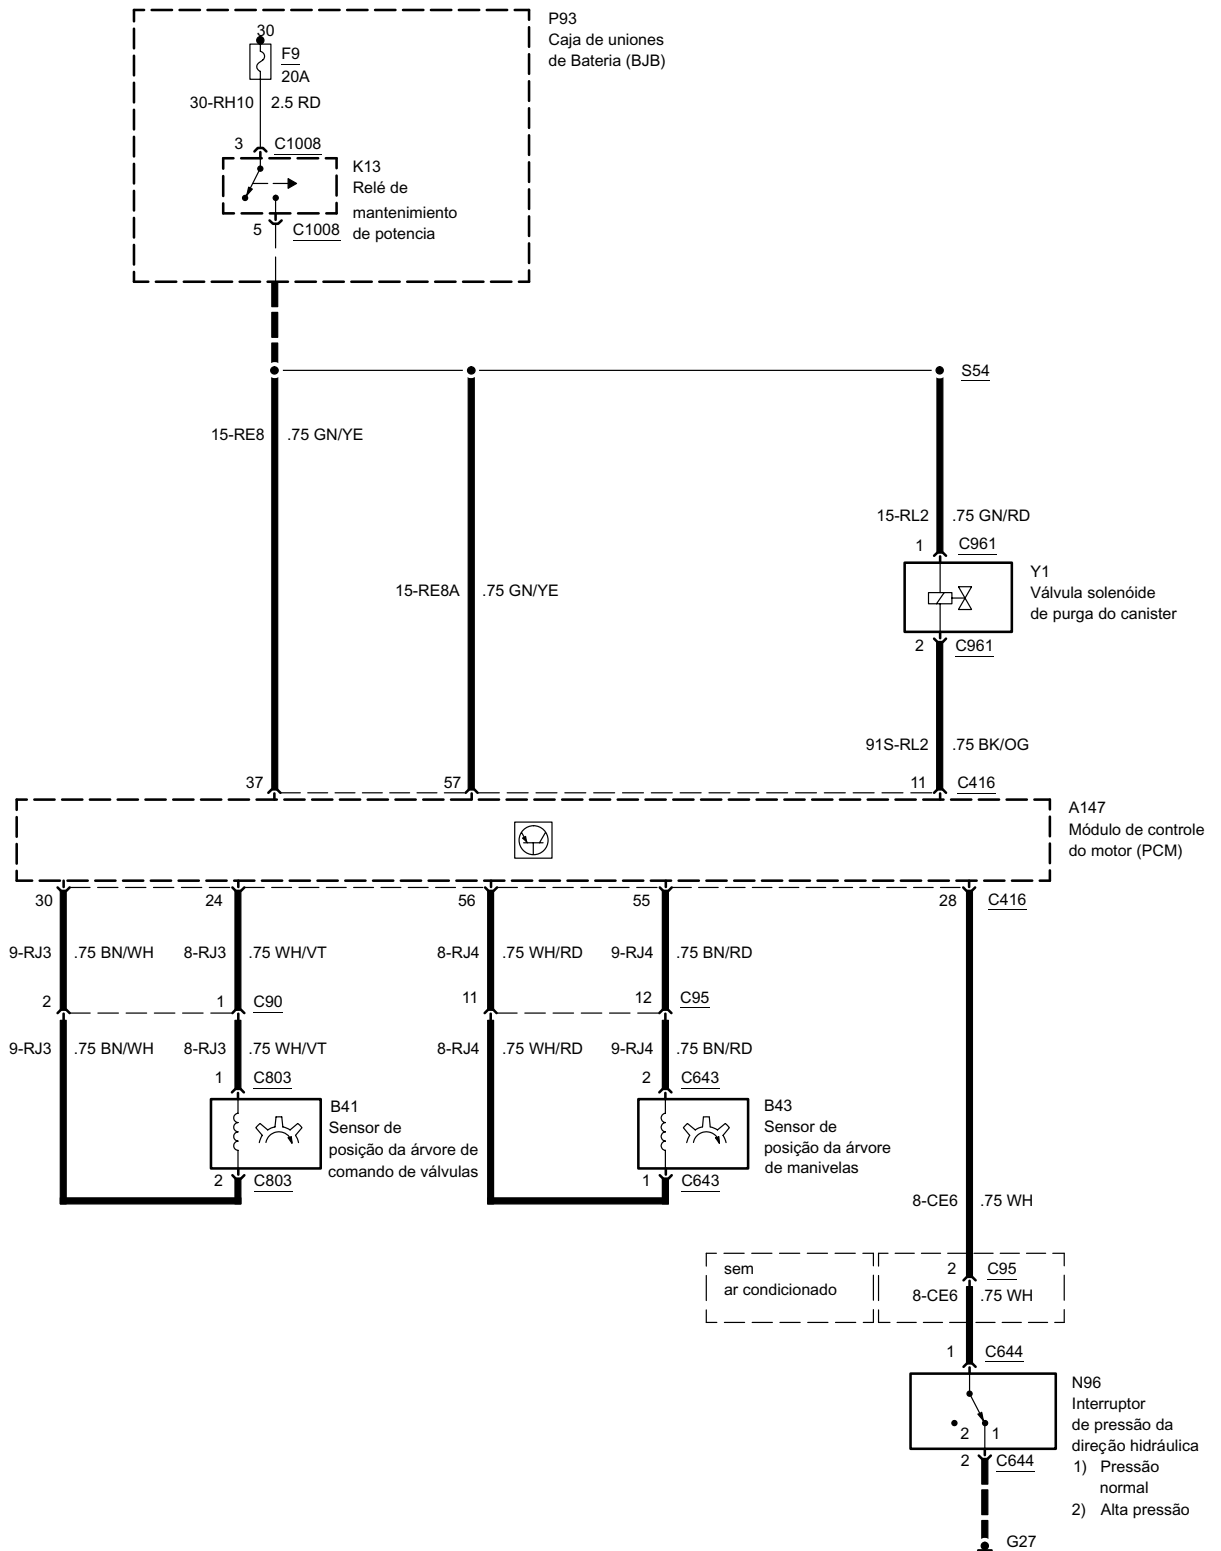 P93
Caja de uniones
de Bateria (BJB)
30
F9
20A
30-RH10 2.5 RD
3 C1008
K13
Relé de
mantenimiento
de potencia
5 C1008
S54
15-RE8 .75 GN/YE
15-RL2 .75 GN/RD
1 C961
Y1
Válvula solenóide
de purga do canister
15-RE8A .75 GN/YE
2 C961
91S-RL2 .75 BK/OG
37 57 11 C416
A147
Módulo de controle
do motor (PCM)
30 24 56 55 28 C416
9-RJ3 .75 BN/WH 8-RJ3 .75 WH/VT 8-RJ4 .75 WH/RD 9-RJ4 .75 BN/RD
2 1 C90 11 12 C95
9-RJ3 .75 BN/WH 8-RJ3 .75 WH/VT 8-RJ4 .75 WH/RD 9-RJ4 .75 BN/RD
1 C803 2 C643
B41
Sensor de
posição da árvore de
comando de válvulas
B43
Sensor de
posição da árvore
de manivelas
2 C803 1 C643
8-CE6 .75 WH
sem
ar condicionado
2 C95
8-CE6 .75 WH
1 C644
N96
Interruptor
de pressão da
direção hidráulica
1) Pressão
normal
2) Alta pressão
2 1
2 C644
G27